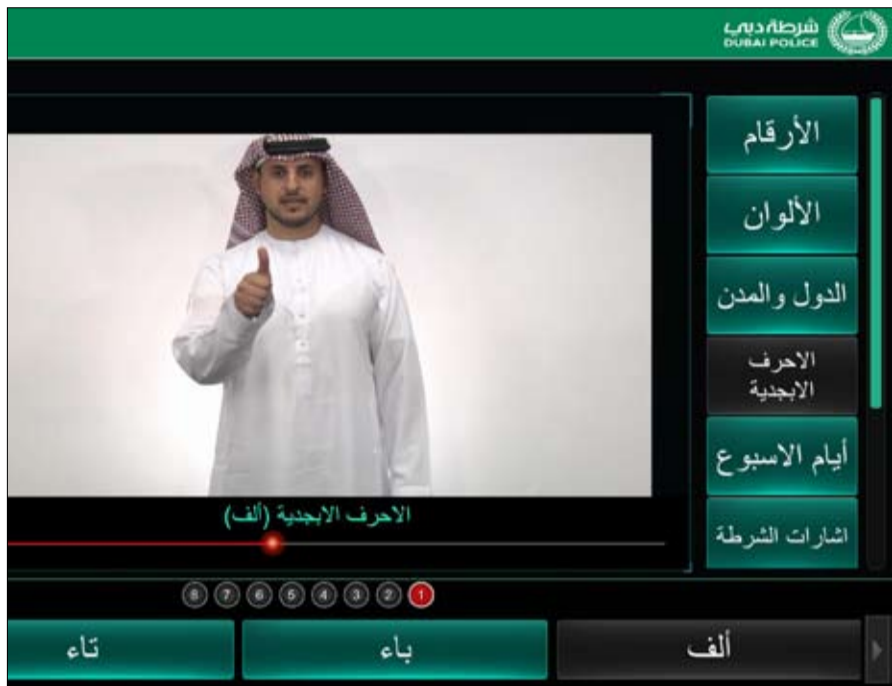 شرطة دبي
DUBAI POLICE
الأرقام
الألوان
الدول والمدن
الاحرف
الابجدية
أيام الاسبوع
اشارات الشرطة
الاحرف الابجدية (ألف)
1 2 3 4 5 6 7 8
ألف
باء
تاء